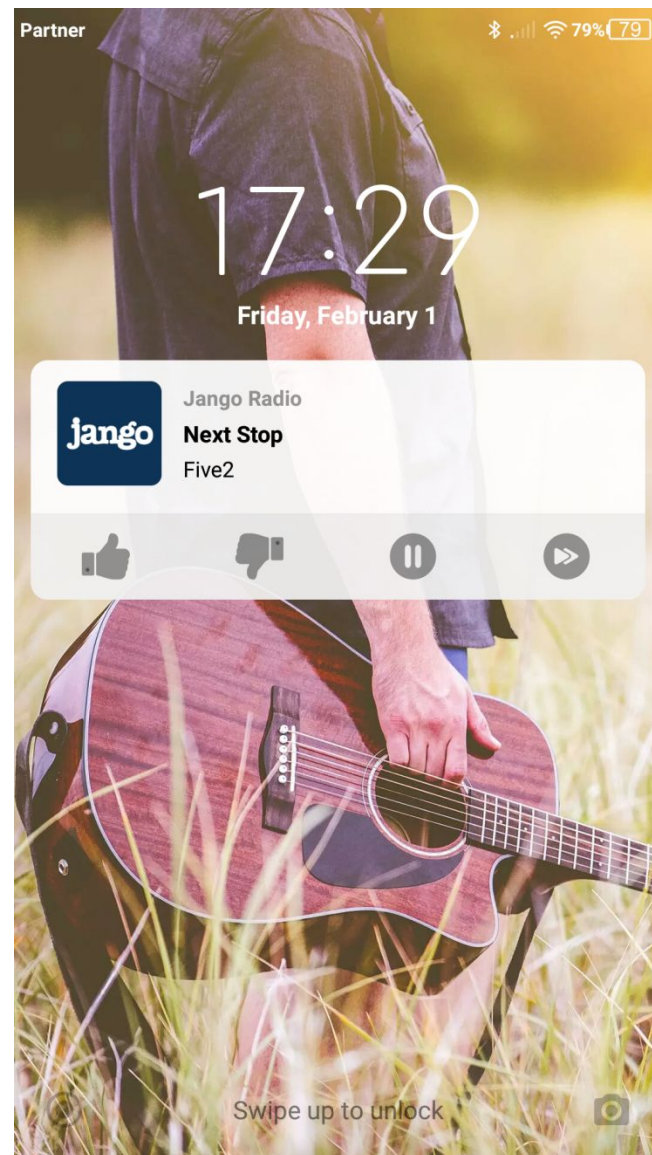 Partner
79% 79
17:29
Friday, February 1
jango
Jango Radio
Next Stop
Five2
Swipe up to unlock